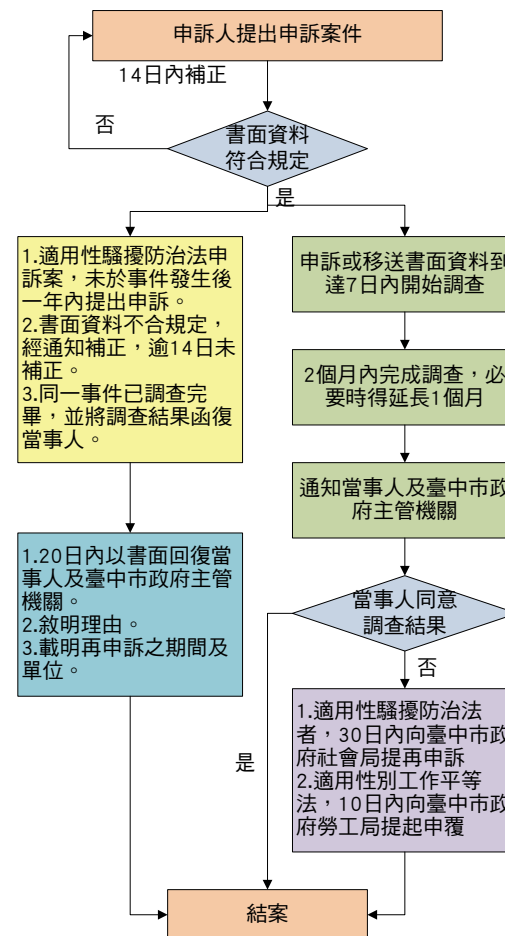 申訴人提出申訴案件
14日內補正
否
書面資料
符合規定
是
1.適用性騷擾防治法申
訴案，未於事件發生後
一年內提出申訴。
2.書面資料不合規定，
經通知補正，逾14日未
補正。
3.同一事件已調查完
畢，並將調查結果函復
當事人。
申訴或移送書面資料到
達7日內開始調查
2個月內完成調查，必
要時得延長1個月
通知當事人及臺中市政
府主管機關
1.20日內以書面回復當
事人及臺中市政府主管
機關。
2.敘明理由。
3.載明再申訴之期間及
單位。
當事人同意
調查結果
否
1.適用性騷擾防治法
者，30日內向臺中市政
府社會局提再申訴
2.適用性別工作平等
法，10日內向臺中市政
府勞工局提起申覆
是
結案